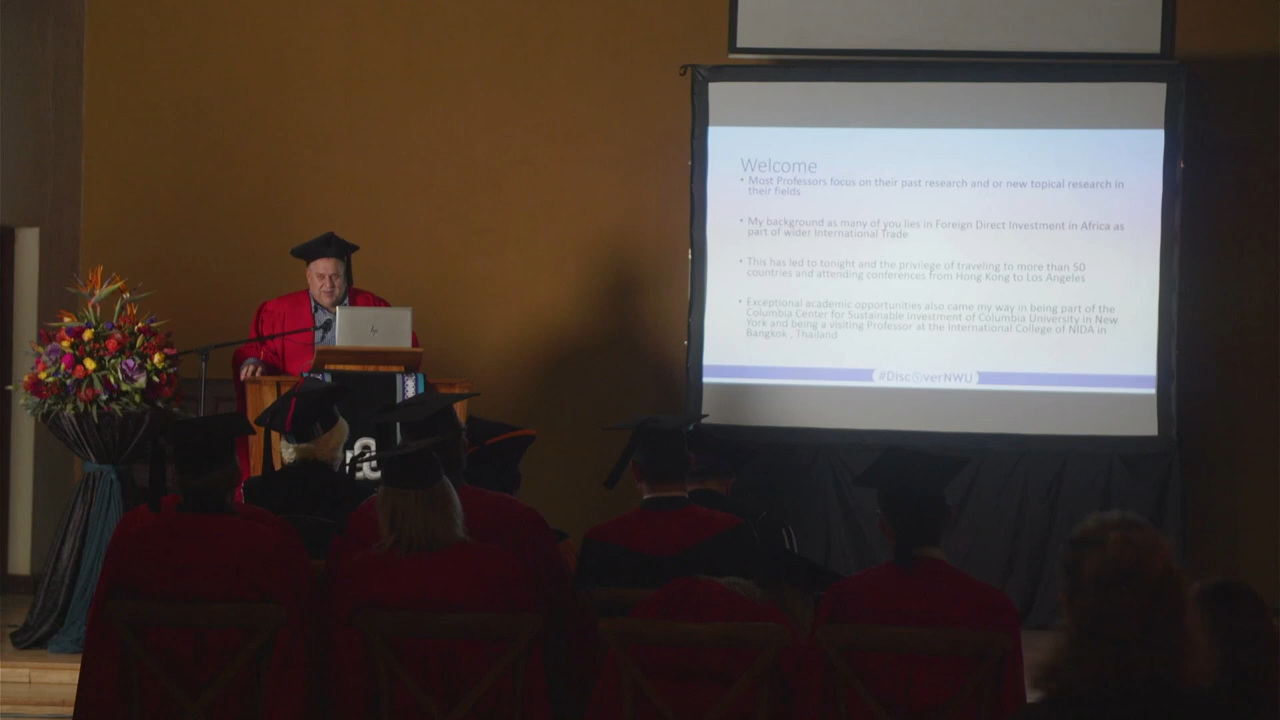 Welcome
• Most Professors focus on their past research and or new topical research in
their fields
• My background as many of you lies in Foreign Direct Investment in Africa as
part of wider International Trade
• This has led to tonight and the privilege of traveling to more than 50
countries and attending conferences from Hong Kong to Los Angeles
• Exceptional academic opportunities also came my way in being part of the
Columbia Center for Sustainable Investment of Columbia University in New
York and being a visiting Professor at the International College of NIDA in
Bangkok , Thailand
#DiscoverNWU
hp